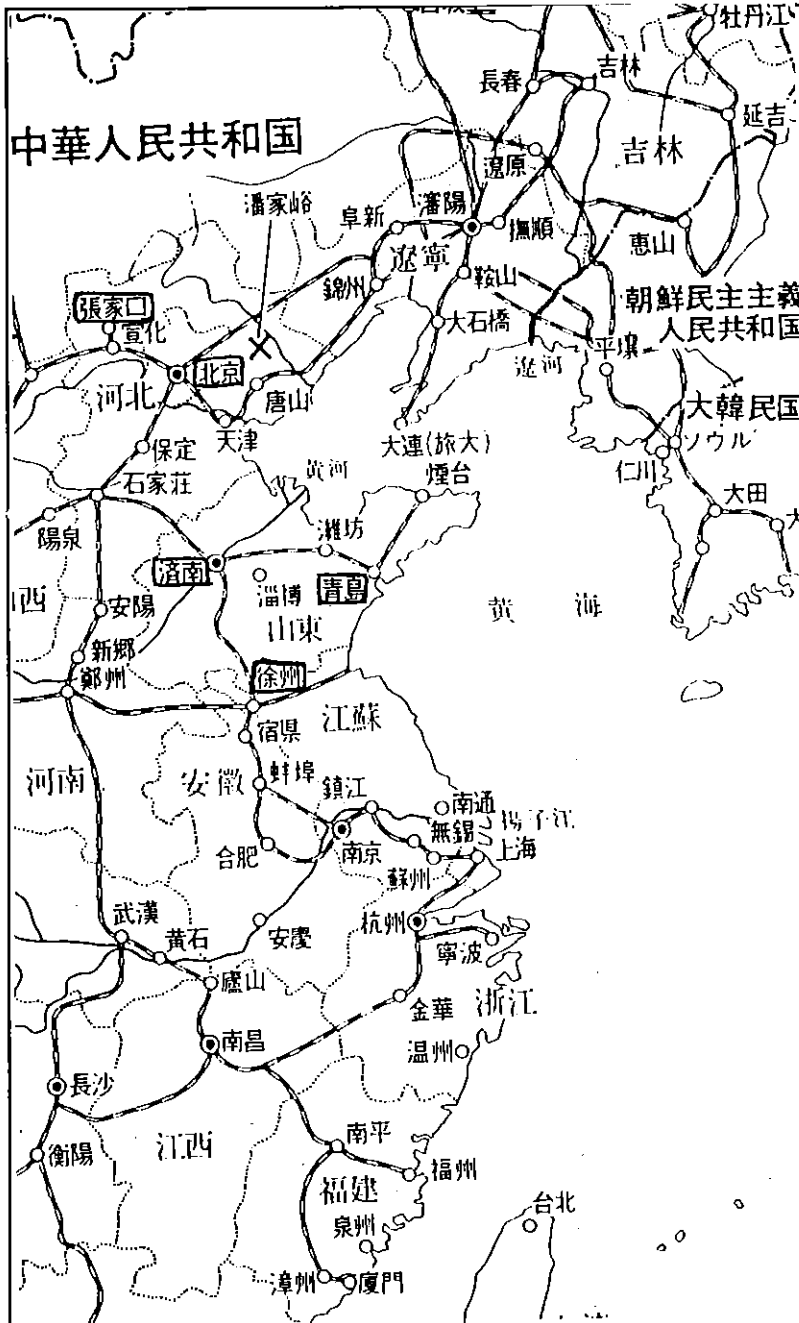 牡丹江
長春
吉林
延吉
中華人民共和国
遼原
吉林
潘家峪
阜新
瀋陽
撫順
恵山
遼寧
錦州
鞍山
張家口
宣化
大石橋
朝鮮民主主義
人民共和国
遼河
平壌
北京
河北
唐山
大韓民国
天津
ソウル
大連(旅大)
保定
仁川
黄河
煙台
石家荘
大田
陽泉
濰坊
大
済南
淄博
青島
西
安陽
山東
黄海
新郷
鄭州
徐州
江蘇
宿県
河南
安徽
蚌埠
鎮江
南通
揚子江
無錫
合肥
南京
上海
蘇州
武漢
黄石
安慶
杭州
寧波
廬山
金華
浙江
南昌
温州
長沙
江西
南平
衡陽
福州
福建
台北
泉州
漳州
厦門